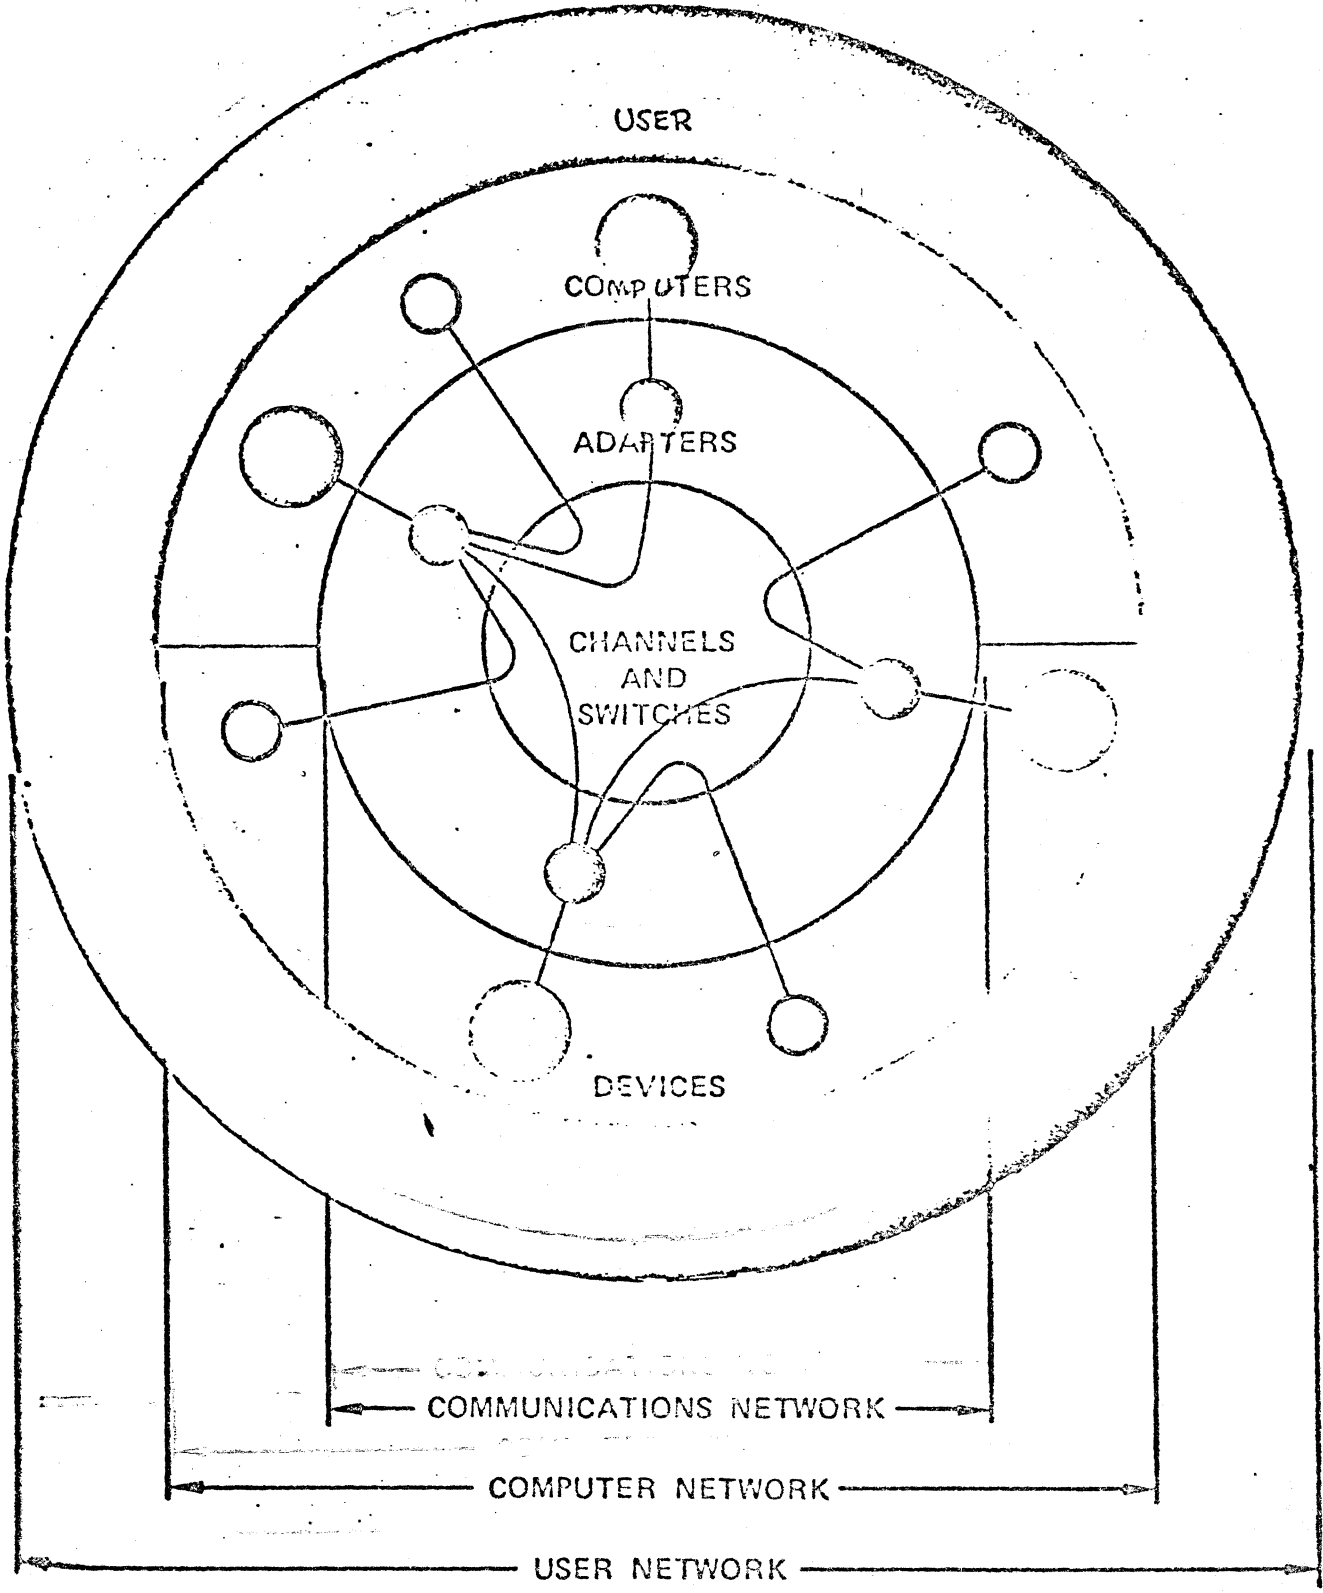 USER
COMPUTERS
ADAPTERS
CHANNELS
AND
SWITCHES
DEVICES
COMMUNICATIONS NETWORK
COMPUTER NETWORK
USER NETWORK